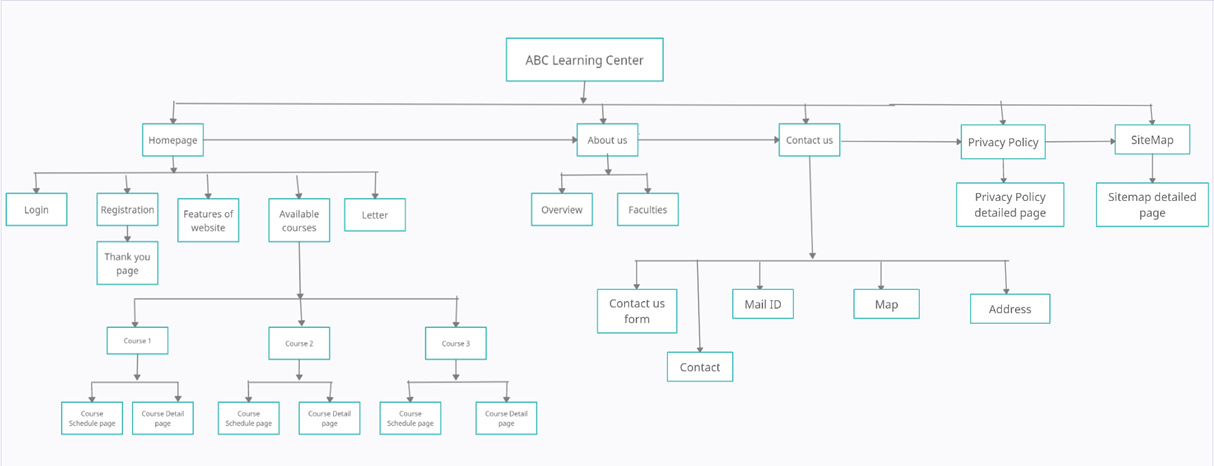 ABC Learning Center
Homepage
About us
Contact us
Privacy Policy
SiteMap
Login
Registration
Features of
website
Available
courses
Letter
Overview
Faculties
Privacy Policy
detailed page
Sitemap detailed
page
Thank you
page
Contact us
form
Mail ID
Map
Address
Contact
Course 1
Course 2
Course 3
Course
Schedule page
Course Detail
page
Course
Schedule page
Course Detail
page
Course
Schedule page
Course Detail
page